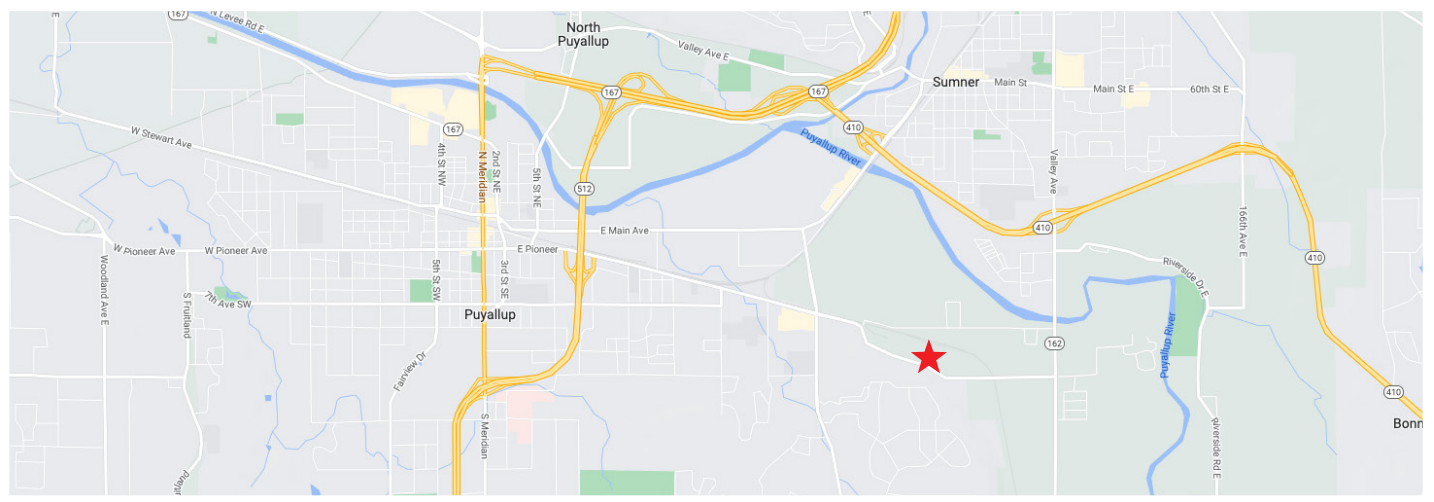 167
N Levee Rd E
E
North
Puyallup
Valley Ave E
E
167
167
410
Sumner
Main St
Main St E
60th St E
167
W Stewart Ave
Puyallup River
4th St NW
N Meridian
2nd St NE
5th St NE
512
Valley Ave
166th Ave E
410
410
E Main Ave
W Pioneer Ave
W Pioneer Ave
E Pioneer
Woodland Ave E
S Fruitland
7th Ave SW
5th St SW
3rd St SE
Riverside Dr E
Puyallup
Puyallup River
162
Fairview Dr
410
S Meridian
Riverside Rd E
Bonn